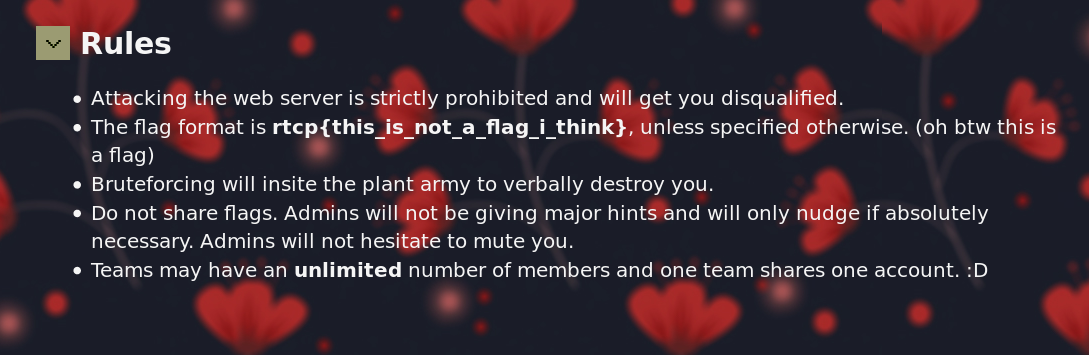 Rules
• Attacking the web server is strictly prohibited and will get you disqualified.
• The flag format is rtcp{this_is_not_a_flag_i_think}, unless specified otherwise. (oh btw this is
a flag)
• Bruteforcing will insite the plant army to verbally destroy you.
• Do not share flags. Admins will not be giving major hints and will only nudge if absolutely
necessary. Admins will not hesitate to mute you.
• Teams may have an unlimited number of members and one team shares one account. :D